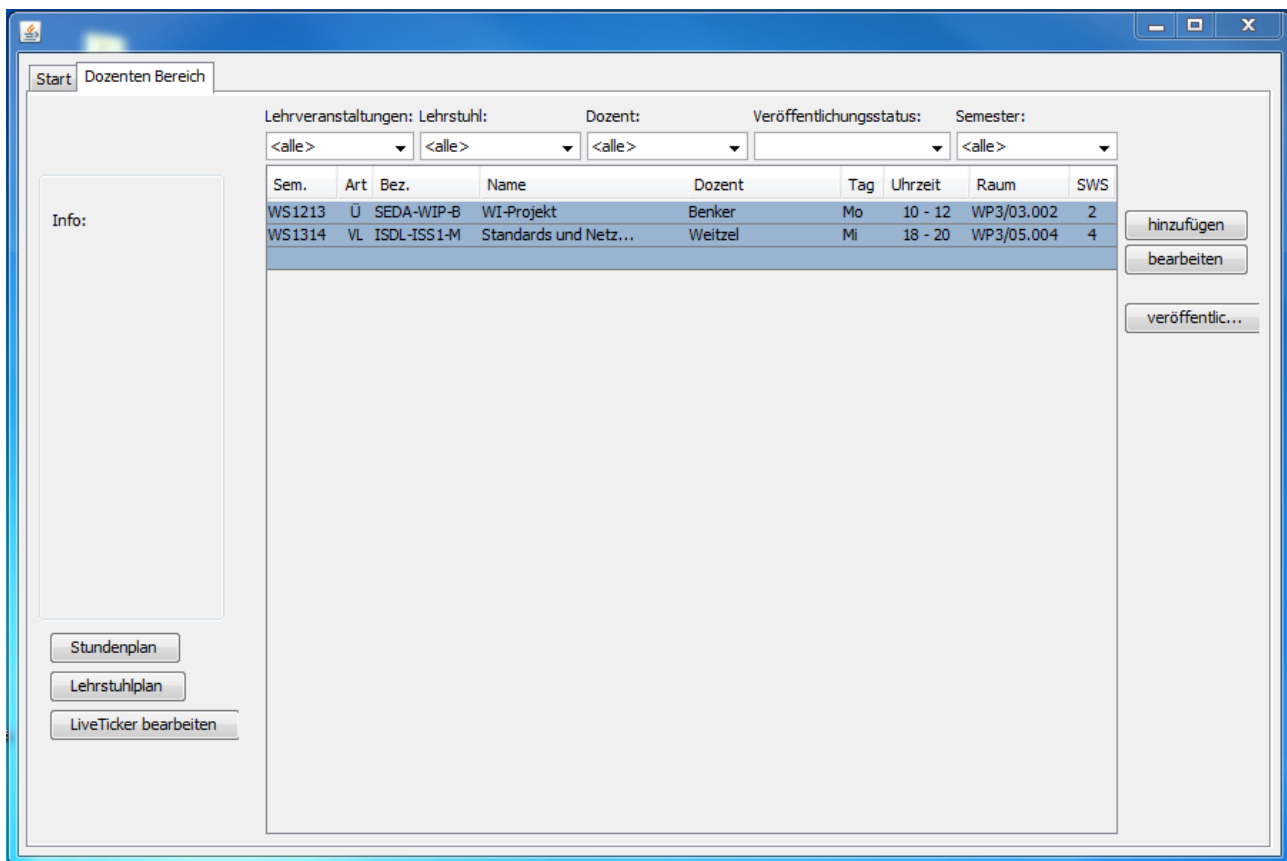 Start Dozenten Bereich
Lehrveranstaltungen: Lehrstuhl: Dozent: Veröffentlichungsstatus: Semester:
<alle> <alle> <alle> <alle>
Sem. Art Bez. Name Dozent Tag Uhrzeit Raum SWS
WS1213 Ü SEDA-WIP-B WI-Projekt Benker Mo 10 - 12 WP3/03.002 2
WS1314 VL ISDL-ISS1-M Standards und Netz... Weitzel Mi 18 - 20 WP3/05.004 4
Info:
hinzufügen
bearbeiten
veröffentlic...
Stundenplan
Lehrstuhlplan
LiveTicker bearbeiten